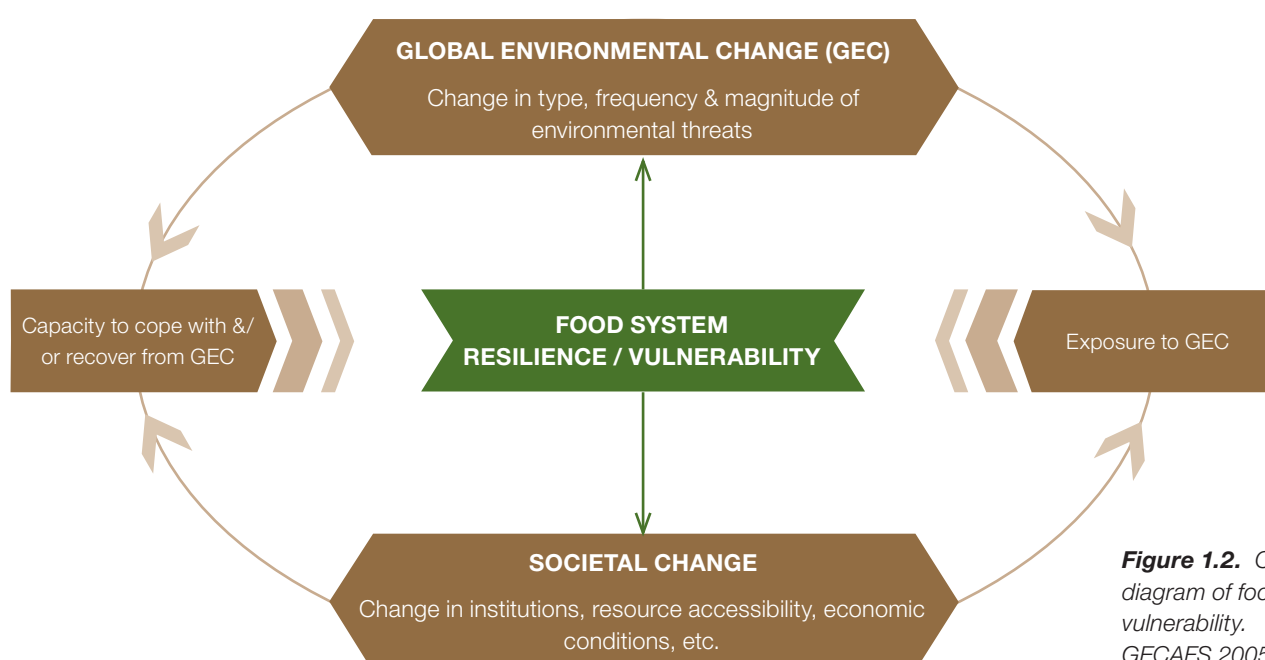 GLOBAL ENVIRONMENTAL CHANGE (GEC)
Change in type, frequency & magnitude of
environmental threats
Capacity to cope with &/
or recover from GEC
FOOD SYSTEM
RESILIENCE / VULNERABILITY
Exposure to GEC
SOCIETAL CHANGE
Change in institutions, resource accessibility, economic
conditions, etc.
Figure 1.2.
diagram of
vulnerability.
GECAFS 2005